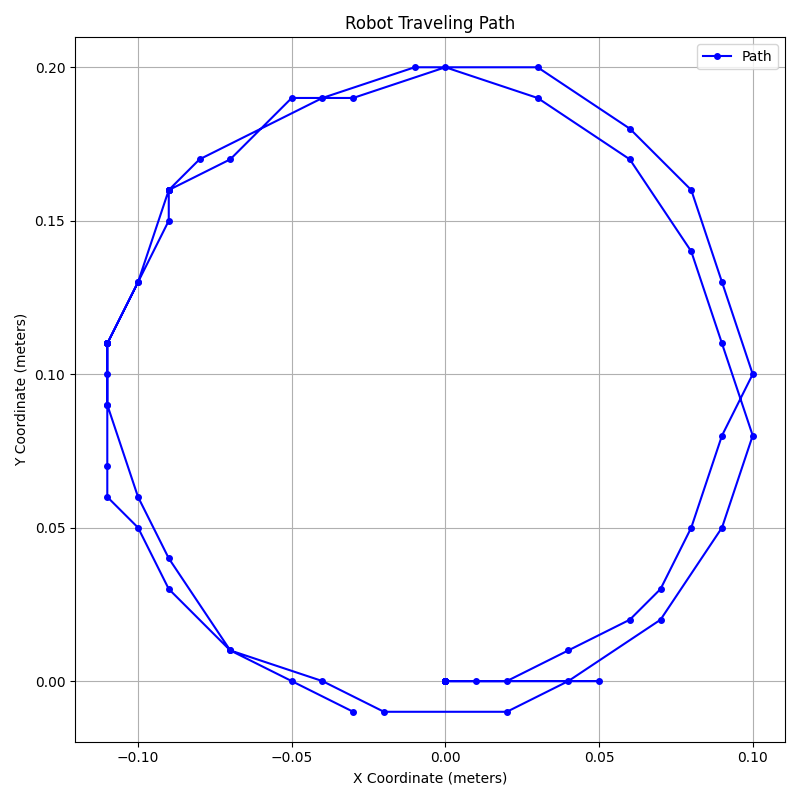 Robot Traveling Path
Path
0.20
0.15
0.10
0.05
0.00
Y Coordinate (meters)
−0.10 −0.05 0.00 0.05 0.10
X Coordinate (meters)